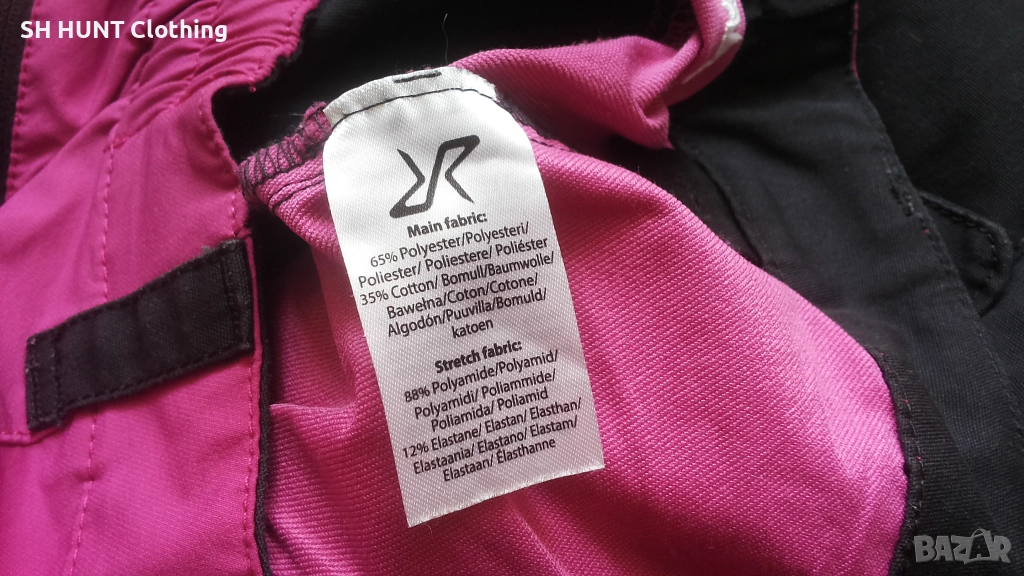 SH HUNT Clothing
Main fabric:
65% Polyester/Polyesteri/
Poliester/ Poliestere/ Poliéster
35% Cotton/ Bomull/Baumwolle/
Bawełna/Coton/Cotone/
Algodón/Puuvilla/Bomuld/
katoen
Stretch fabric:
88% Polyamide/Polyamid/
Polyamidi/ Poliammide/
Poliamida/ Poliamid
12% Elastane/ Elastan/ Elasthan/
Elastaania/ Elastano/ Elastam/
Elastaan/ Élasthanne
BAZAR